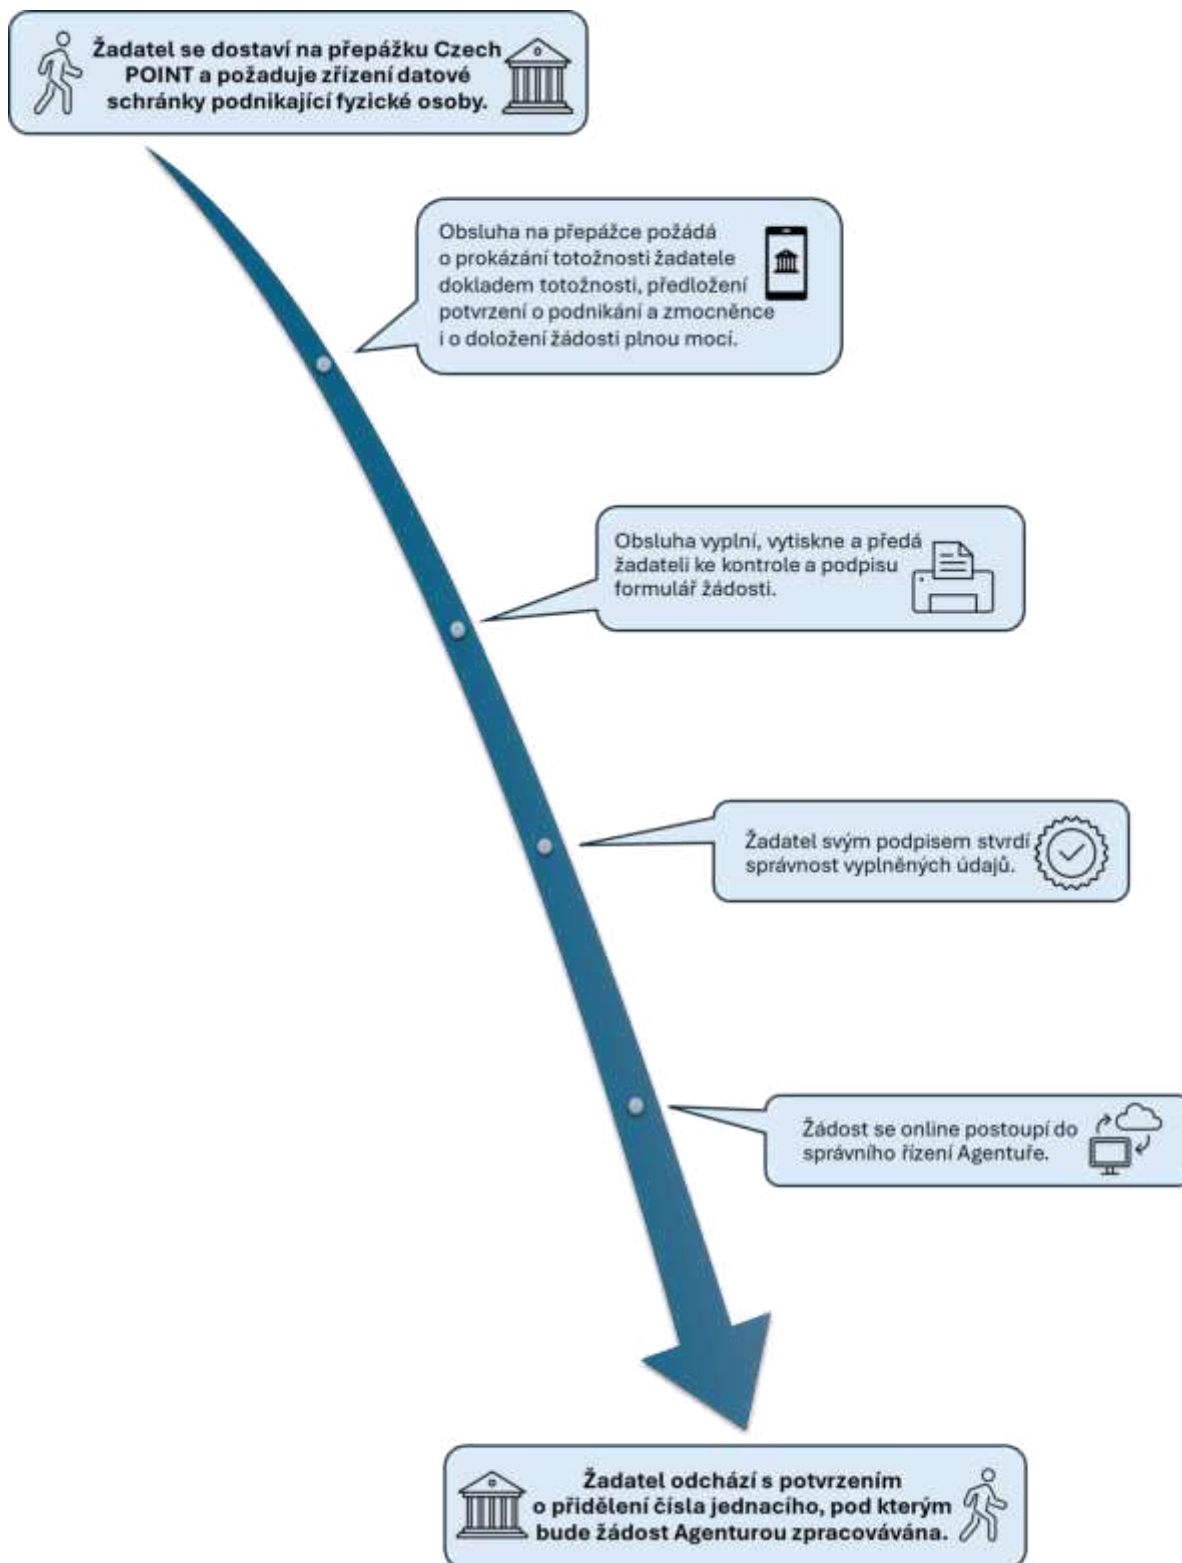 Žadatel se dostaví na přepážku Czech
POINT a požaduje zřízení datové
schránky podnikající fyzické osoby.
Obsluha na přepážce požádá
o prokázání totožnosti žadatele
dokladem totožnosti, předložení
potvrzení o podnikání a zmocněnce
i o doložení žádosti plnou mocí.
Obsluha vyplní, vytiskne a předá
žadateli ke kontrole a podpisu
formulář žádosti.
Žadatel svým podpisem stvrdí
správnost vyplněných údajů.
Žádost se online postoupí do
správního řízení Agentuře.
Žadatel odchází s potvrzením
o přidělení čísla jednacího, pod kterým
bude žádost Agenturou zpracovávána.